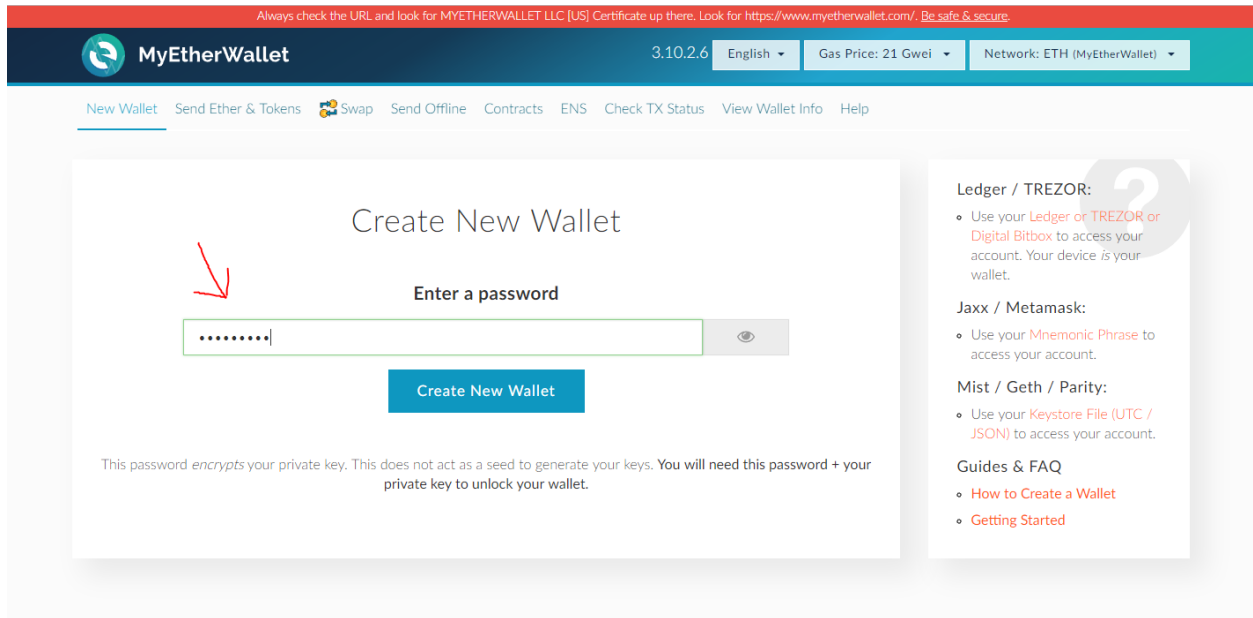 Always check the URL and look for MYETHERWALLET LLC [US] Certificate up there. Look for https://www.myetherwallet.com/. Be safe & secure.
MyEtherWallet
3.10.2.6 English Gas Price: 21 Gwei Network: ETH (MyEtherWallet)
New Wallet Send Ether & Tokens Swap Send Offline Contracts ENS Check TX Status View Wallet Info Help
Create New Wallet
Enter a password
•••••••••
Create New Wallet
This password encrypts your private key. This does not act as a seed to generate your keys. You will need this password + your
private key to unlock your wallet.
?
Ledger / TREZOR:
Use your Ledger or TREZOR or
Digital Bitbox to access your
account. Your device is your
wallet.
Jaxx / Metamask:
Use your Mnemonic Phrase to
access your account.
Mist / Geth / Parity:
Use your Keystore File (UTC /
JSON) to access your account.
Guides & FAQ
How to Create a Wallet
Getting Started